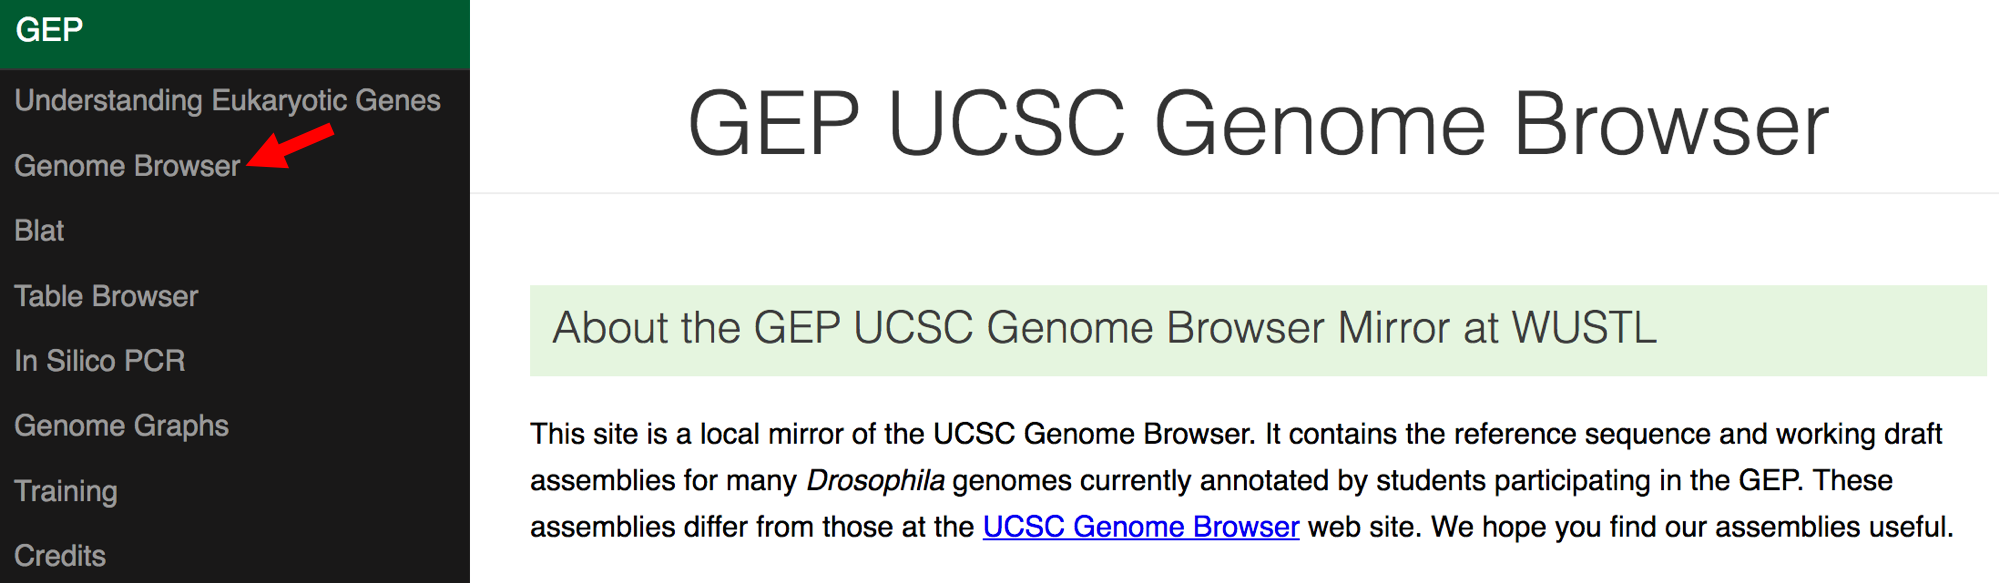 GEP
Understanding Eukaryotic Genes
Genome Browser
Blat
Table Browser
In Silico PCR
Genome Graphs
Training
Credits
GEP UCSC Genome Browser
About the GEP UCSC Genome Browser Mirror at WUSTL
This site is a local mirror of the UCSC Genome Browser. It contains the reference sequence and working draft
assemblies for many Drosophila genomes currently annotated by students participating in the GEP. These
assemblies differ from those at the UCSC Genome Browser web site. We hope you find our assemblies useful.